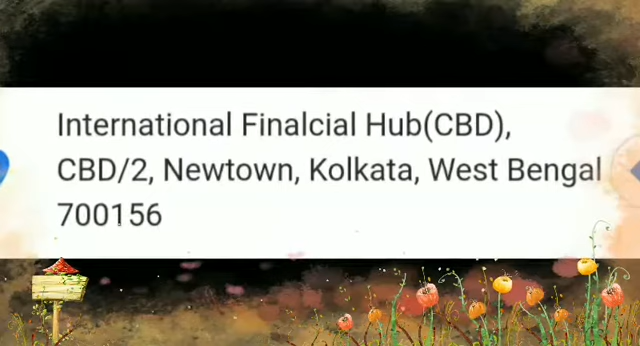 International Finalcial Hub(CBD),
CBD/2, Newtown, Kolkata, West Bengal
700156